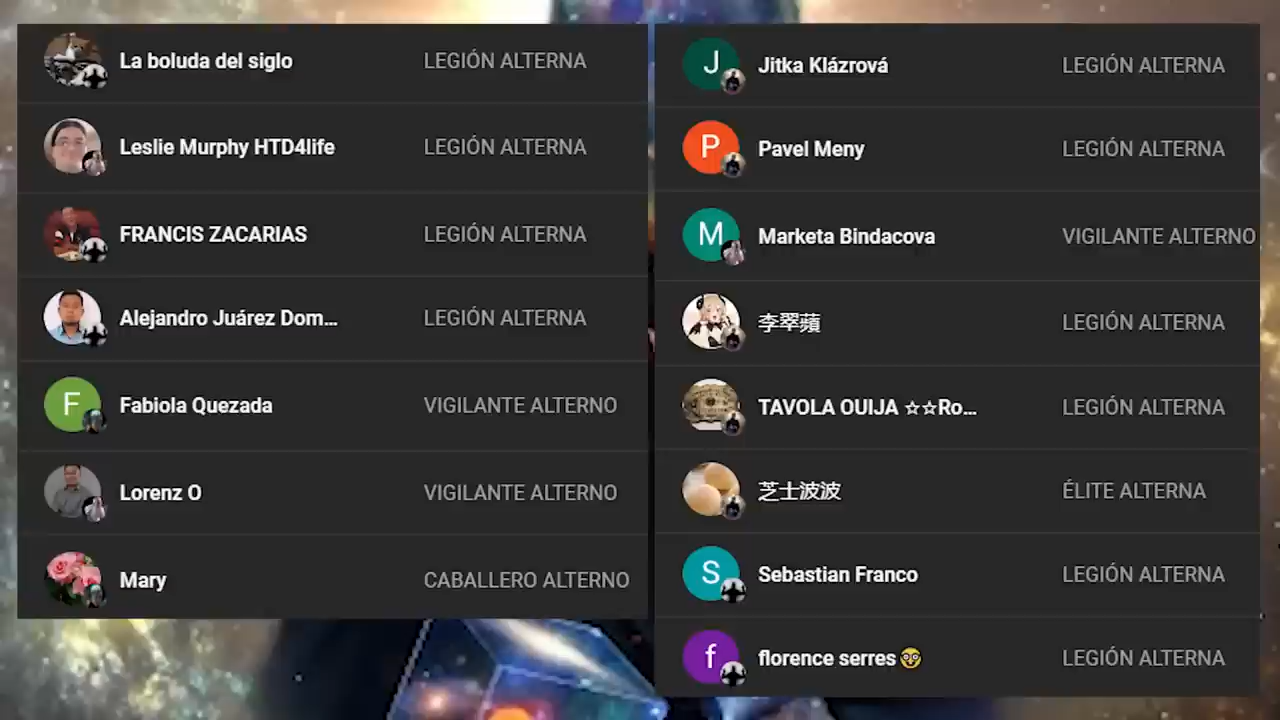 La boluda del siglo LEGIÓN ALTERNA
Leslie Murphy HTD4life LEGIÓN ALTERNA
FRANCIS ZACARIAS LEGIÓN ALTERNA
Alejandro Juárez Dom... LEGIÓN ALTERNA
F Fabiola Quezada VIGILANTE ALTERNO
Lorenz O VIGILANTE ALTERNO
Mary CABALLERO ALTERNO
J Jitka Klázrová LEGIÓN ALTERNA
P Pavel Meny LEGIÓN ALTERNA
M Marketa Bindacova VIGILANTE ALTERNO
李翠蘋 LEGIÓN ALTERNA
TAVOLA OUIJA ☆☆Ro... LEGIÓN ALTERNA
芝士波波 ÉLITE ALTERNA
S Sebastian Franco LEGIÓN ALTERNA
f florence serres🤓 LEGIÓN ALTERNA